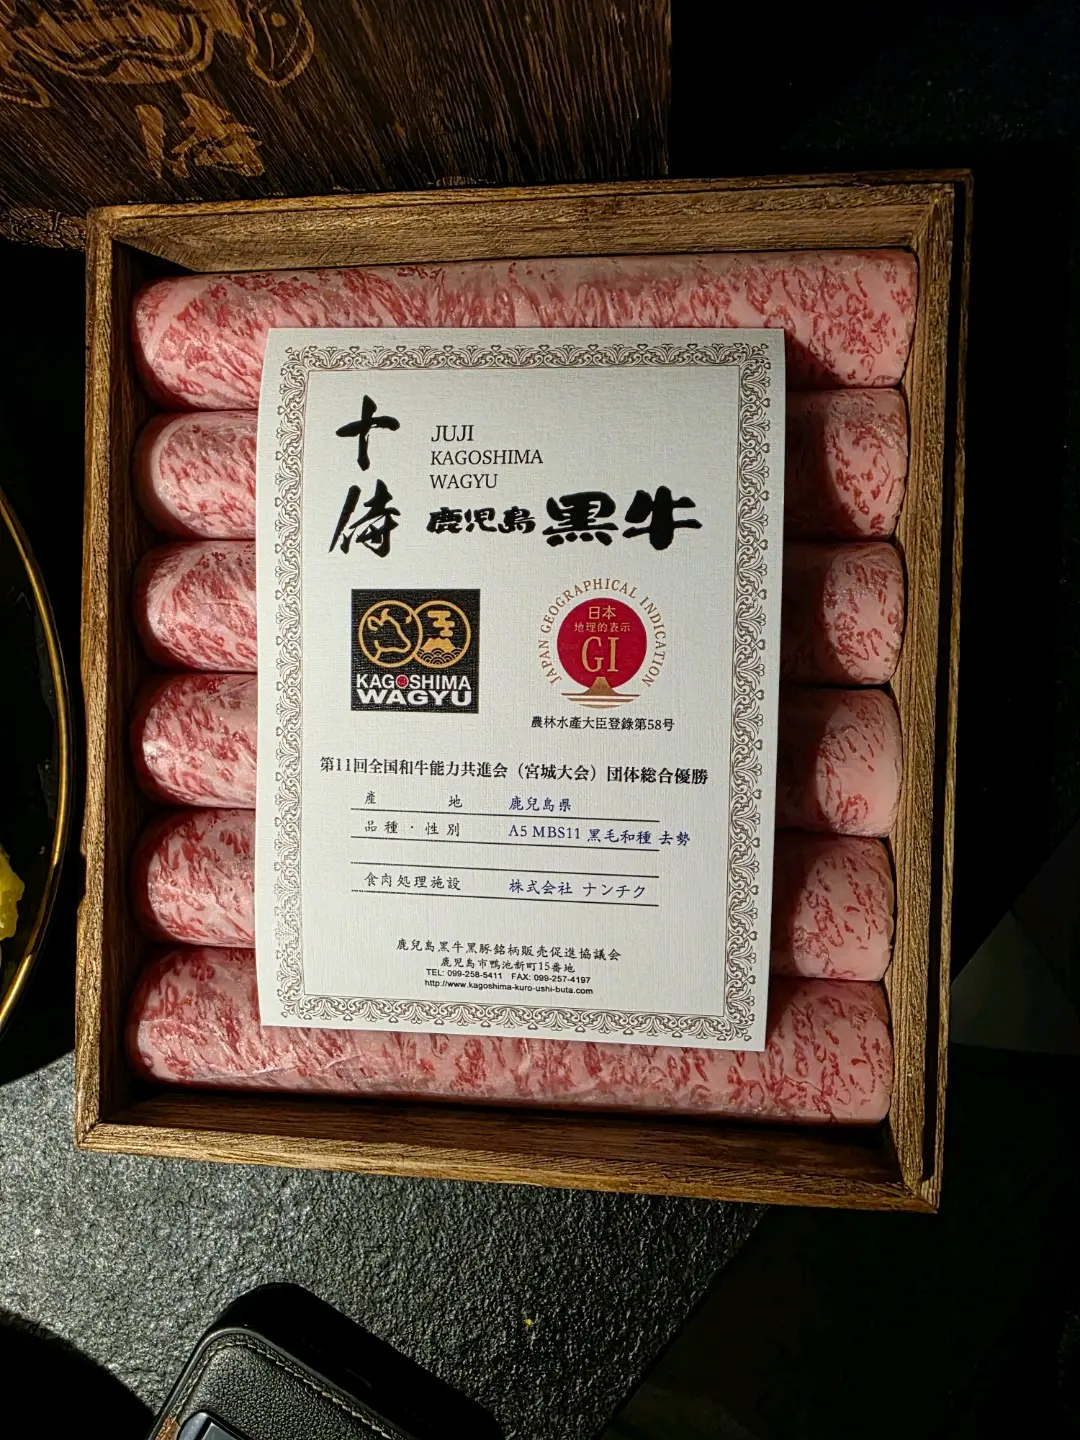 侍
十侍
JUJI
KAGOSHIMA
WAGYU
鹿児島黒牛
KAGOSHIMA
WAGYU
JAPAN GEOGRAPHICAL INDICATION
日本
地理的表示
GI
農林水産大臣登録第58号
第11回全国和牛能力共進会（宮城大会）団体総合優勝
産 地 鹿兒島県
品種・性別 A5 MBS11 黒毛和種 去勢
食肉処理施設 株式会社 ナンチク
鹿兒島黒牛黒豚銘柄販売促進協議会
鹿児島市鴨池新町15番地
TEL: 099-258-5411 FAX: 099-257-4197
http://www.kagoshima-kuro-ushi-buta.com